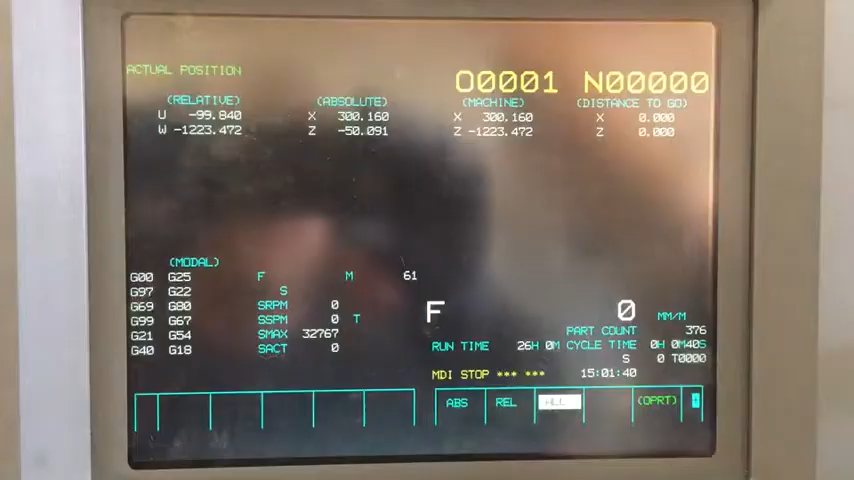 ACTUAL POSITION
O0001 N00000
(RELATIVE) (ABSOLUTE) (MACHINE) (DISTANCE TO GO)
U -99.840 X 300.160 X 300.160 X 0.000
W -1223.472 Z -50.091 Z -1223.472 Z 0.000
(MODAL)
G00 G25 F M 61
G97 G22 S
G69 G80 SRPM 0
G99 G67 SSPM 0 T
G21 G54 SMAX 32767
G40 G18 SACT 0
F 0 MM/M
PART COUNT 376
RUN TIME 26H 0M CYCLE TIME 0H 0M40S
S 0 T0000
MDI STOP *** *** 15:01:40
ABS REL ALL (OPRT)